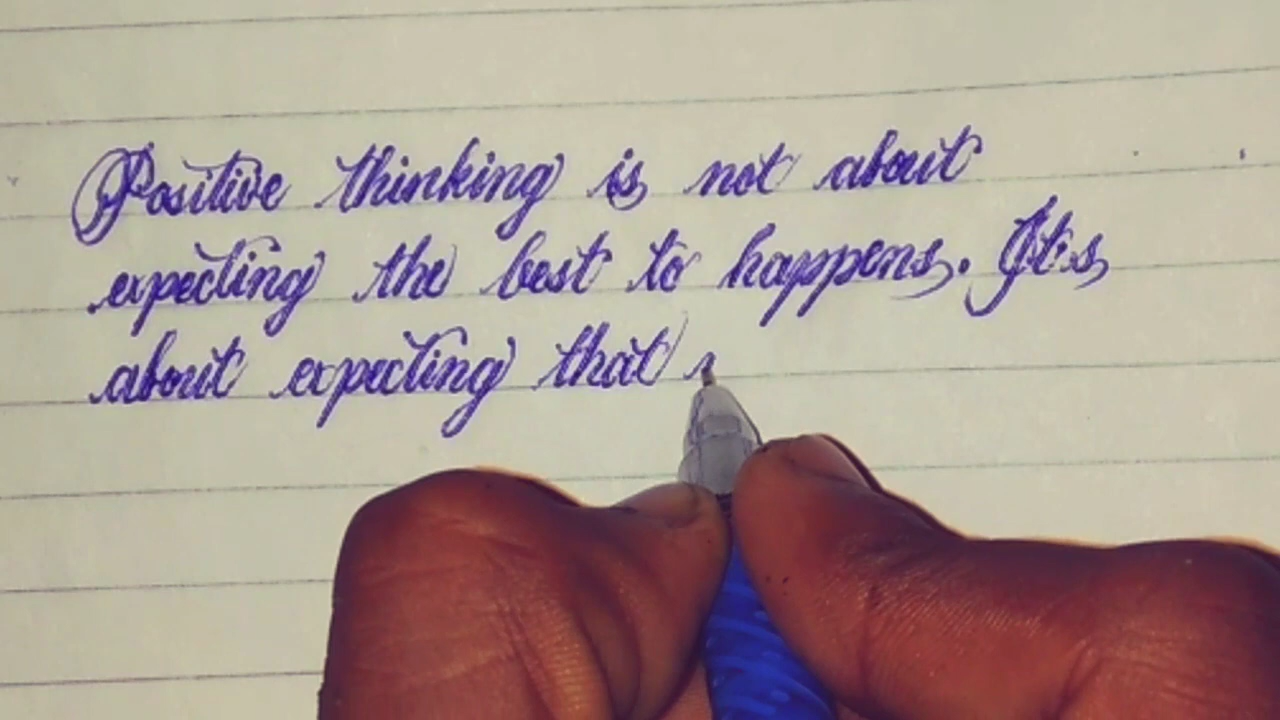 Positive thinking is not about
expecting the best to happens. It's
about expecting that